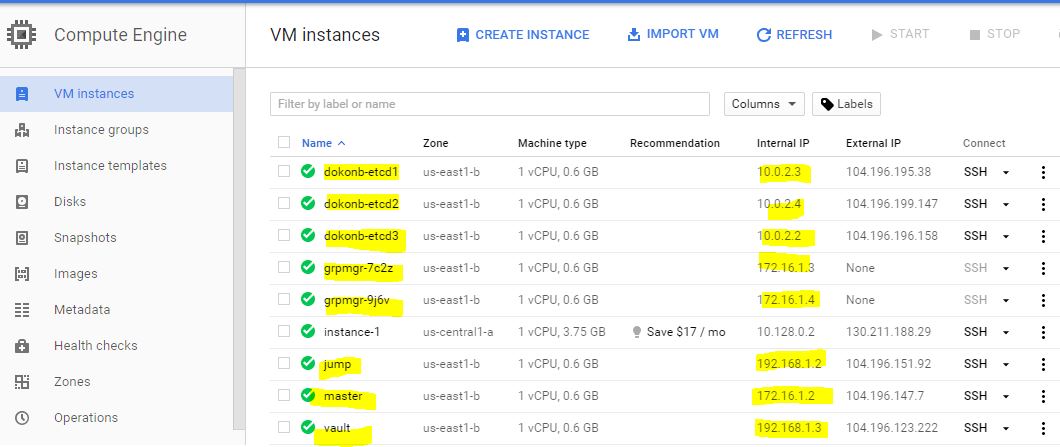 Compute Engine
VM instances CREATE INSTANCE IMPORT VM REFRESH START STOP
VM instances
Instance groups
Instance templates
Disks
Snapshots
Images
Metadata
Health checks
Zones
Operations
Filter by label or name Columns Labels
Name Zone Machine type Recommendation Internal IP External IP Connect
dokonb-etcd1 us-east1-b 1 vCPU, 0.6 GB 10.0.2.3 104.196.195.38 SSH
dokonb-etcd2 us-east1-b 1 vCPU, 0.6 GB 10.0.2.4 104.196.199.147 SSH
dokonb-etcd3 us-east1-b 1 vCPU, 0.6 GB 10.0.2.2 104.196.196.158 SSH
grpmgr-7c2z us-east1-b 1 vCPU, 0.6 GB 172.16.1.3 None SSH
grpmgr-9j6v us-east1-b 1 vCPU, 0.6 GB 172.16.1.4 None SSH
instance-1 us-central1-a 1 vCPU, 3.75 GB Save $17 / mo 10.128.0.2 130.211.188.29 SSH
jump us-east1-b 1 vCPU, 0.6 GB 192.168.1.2 104.196.151.92 SSH
master us-east1-b 1 vCPU, 0.6 GB 172.16.1.2 104.196.147.7 SSH
vault us-east1-b 1 vCPU, 0.6 GB 192.168.1.3 104.196.123.222 SSH